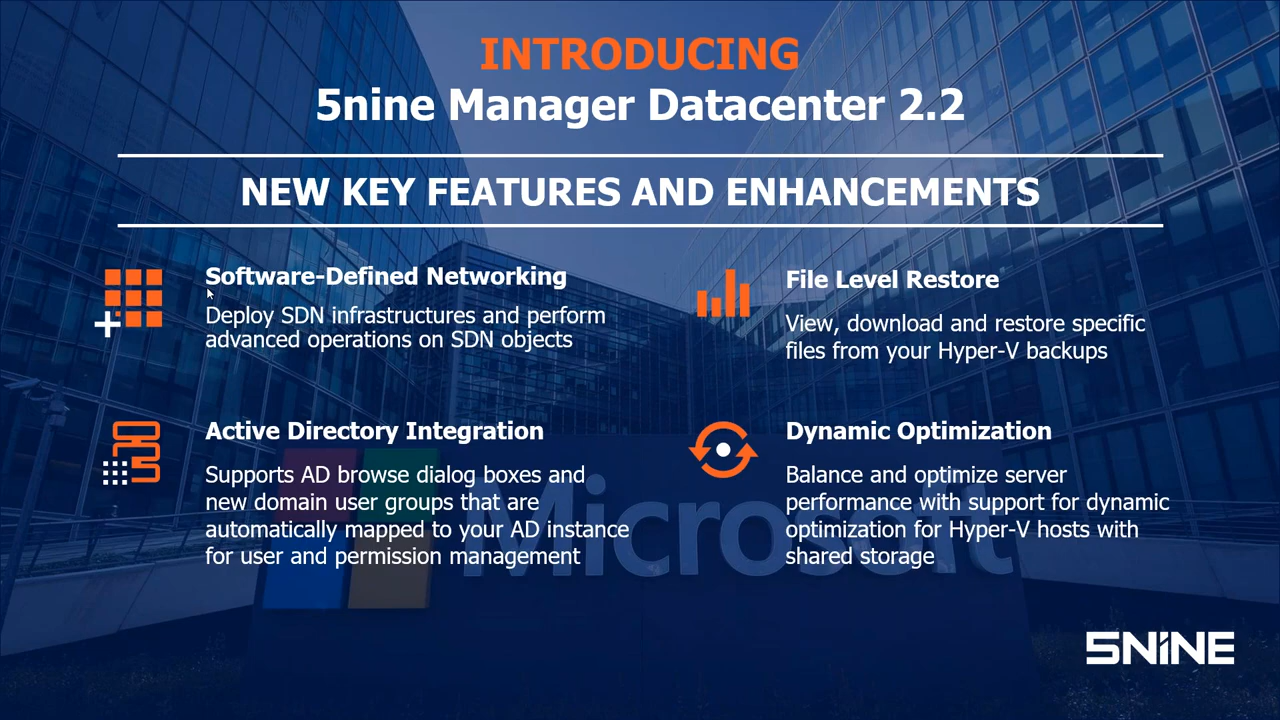 INTRODUCING
5nine Manager Datacenter 2.2
NEW KEY FEATURES AND ENHANCEMENTS
Software-Defined Networking
Deploy SDN infrastructures and perform
advanced operations on SDN objects
File Level Restore
View, download and restore specific
files from your Hyper-V backups
Active Directory Integration
Supports AD browse dialog boxes and
new domain user groups that are
automatically mapped to your AD instance
for user and permission management
Dynamic Optimization
Balance and optimize server
performance with support for dynamic
optimization for Hyper-V hosts with
shared storage
Microsoft
5NINE